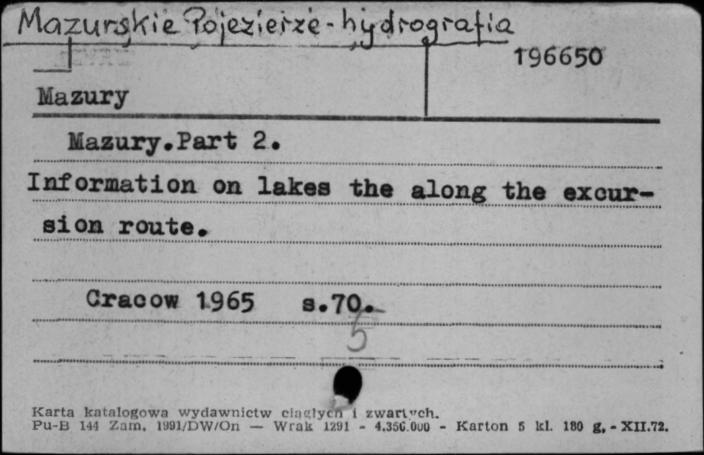 Mazurskie Pojezierze - hydrografia
196650
Mazury
Mazury.Part 2.
Information on lakes the along the excur-
sion route.
Cracow 1965 s.70.
5
Karta katalogowa wydawnictw ciągłych i zwartych.
Pu-B 144 Zam. 1991/DW/On — Wrak 1291 - 4.356.000 - Karton 5 kl. 180 g. - XII.72.